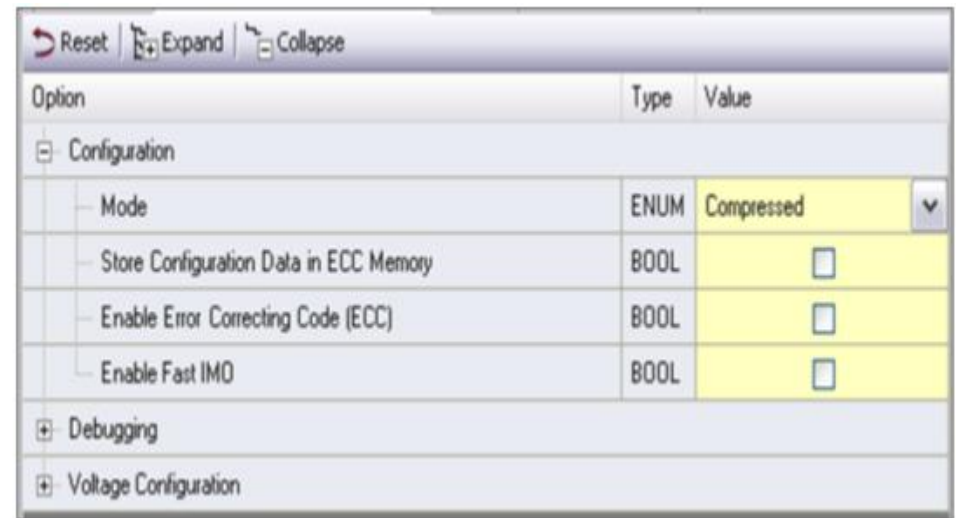 Reset Expand Collapse
Option Type Value
Configuration
Mode ENUM Compressed
Store Configuration Data in ECC Memory BOOL
Enable Error Correcting Code (ECC) BOOL
Enable Fast IMO BOOL
Debugging
Voltage Configuration